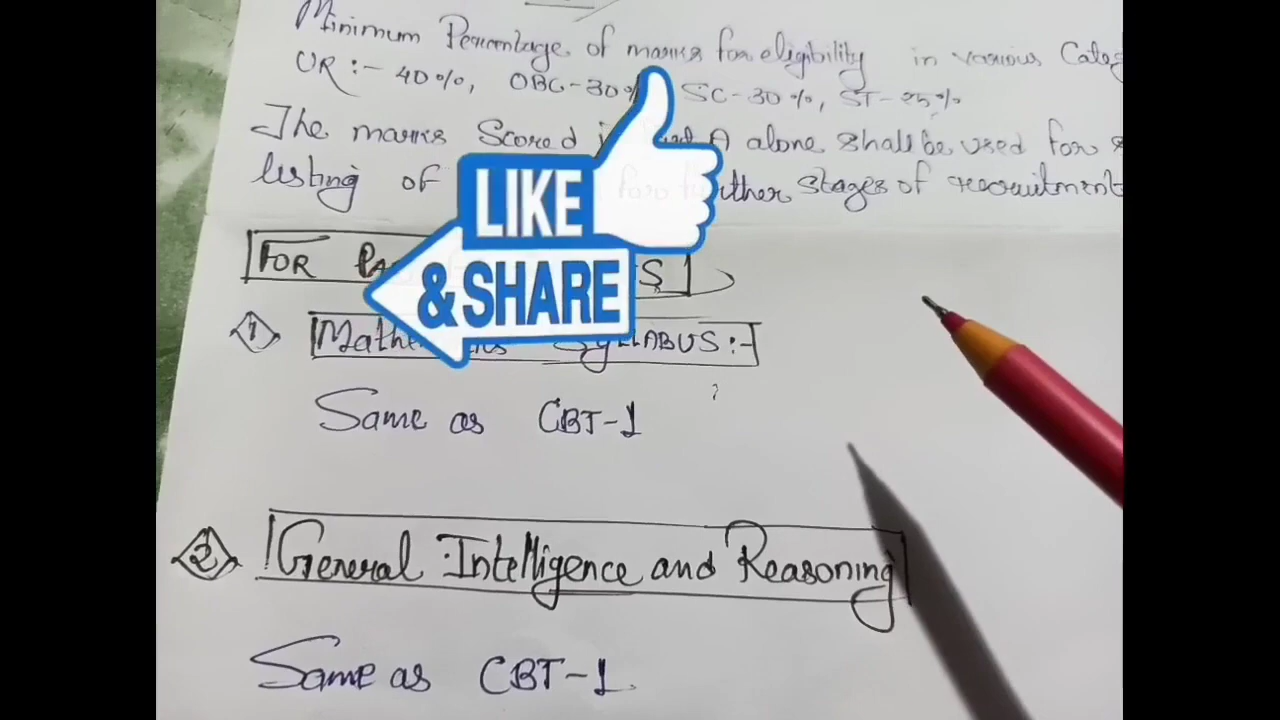 Minimum Percentage of marks for eligibility in various
UR :- 40%, OBC-30% SC-30%, ST-25%
The marks Scored A alone shall be used for
listing of further stages of recruitment
FOR
LIKE
& SHARE
1 SYLLABUS :-
Same as CBT-1
2 General Intelligence and Reasoning
Same as CBT-1